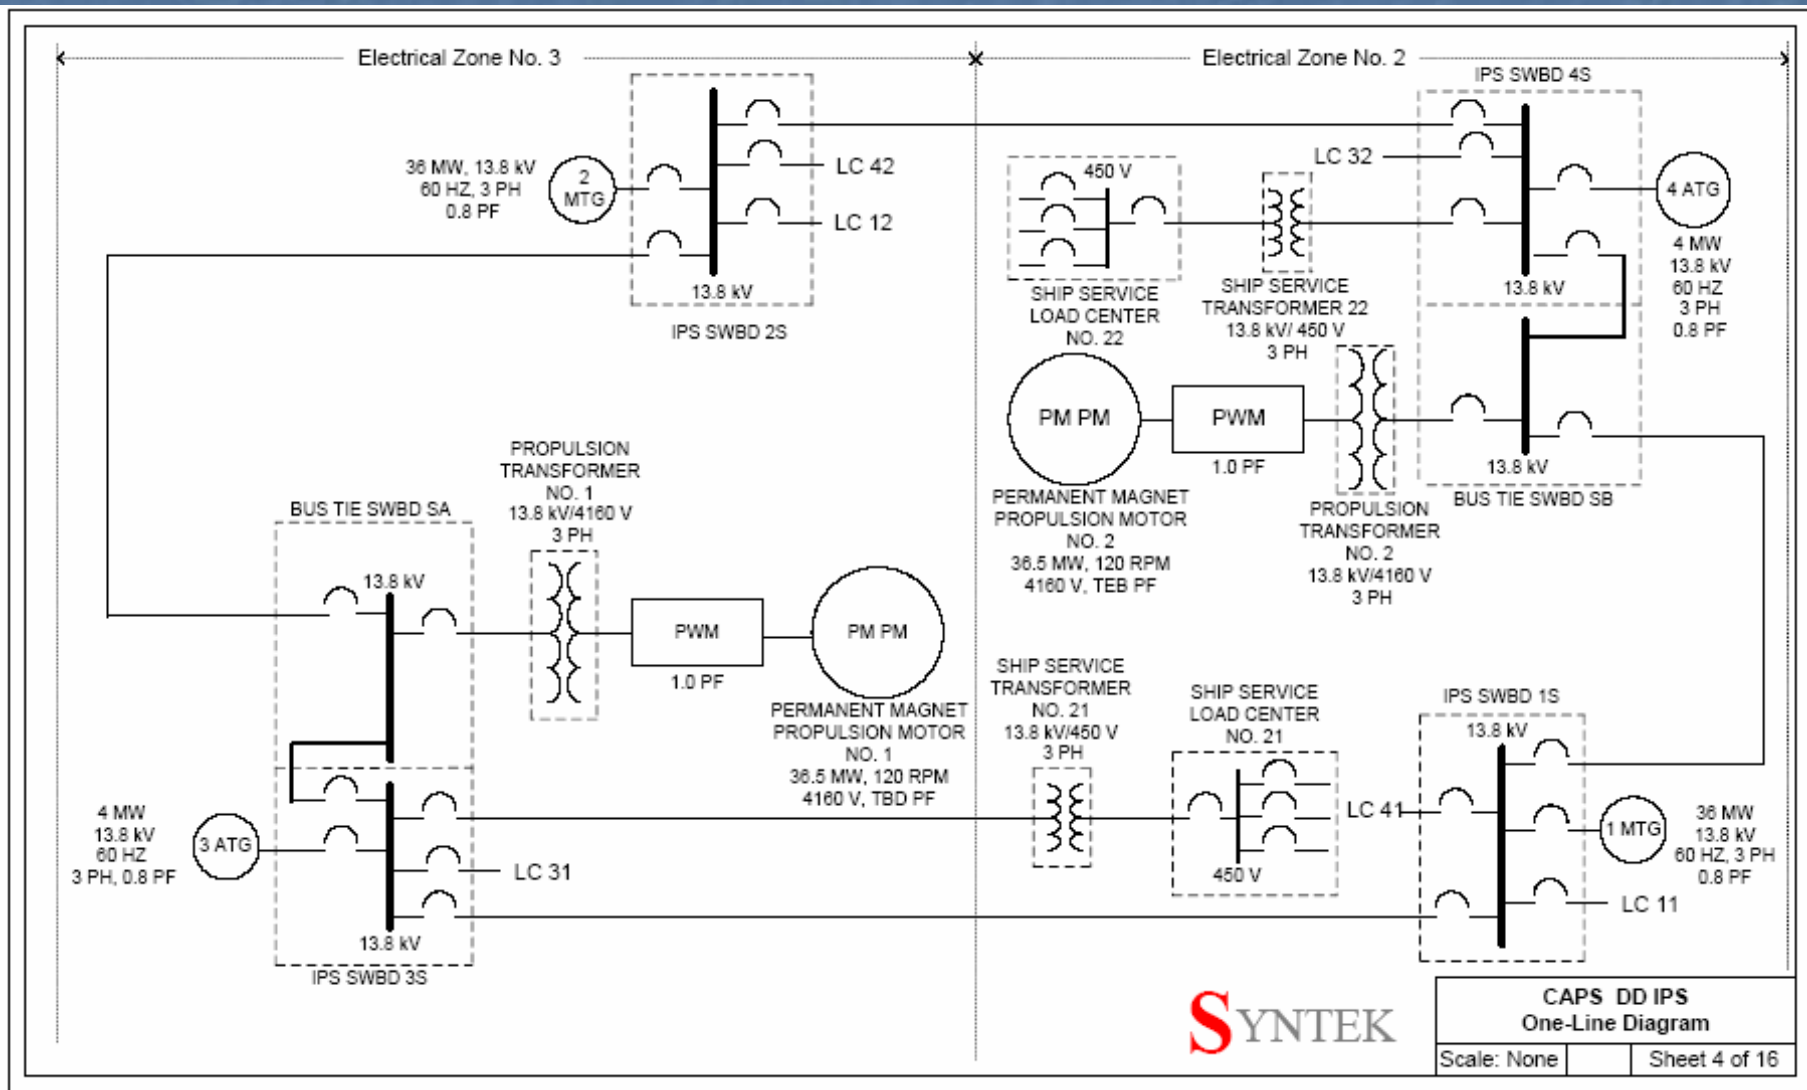 Electrical Zone No. 3
Electrical Zone No. 2
IPS SWBD 4S
36 MW, 13.8 kV
60 HZ, 3 PH
0.8 PF
2
MTG
LC 42
LC 12
13.8 kV
IPS SWBD 2S
LC 32
450 V
SHIP SERVICE
LOAD CENTER
NO. 22
SHIP SERVICE
TRANSFORMER 22
13.8 kV/ 450 V
3 PH
13.8 kV
4 ATG
4 MW
13.8 kV
60 HZ
3 PH
0.8 PF
PM PM
PWM
1.0 PF
13.8 kV
BUS TIE SWBD SB
PERMANENT MAGNET
PROPULSION MOTOR
NO. 2
36.5 MW, 120 RPM
4160 V, TEB PF
PROPULSION
TRANSFORMER
NO. 2
13.8 kV/4160 V
3 PH
PROPULSION
TRANSFORMER
NO. 1
13.8 kV/4160 V
3 PH
BUS TIE SWBD SA
13.8 kV
PWM
1.0 PF
PM PM
PERMANENT MAGNET
PROPULSION MOTOR
NO. 1
36.5 MW, 120 RPM
4160 V, TBD PF
4 MW
13.8 kV
60 HZ
3 PH, 0.8 PF
3 ATG
LC 31
13.8 kV
IPS SWBD 3S
SHIP SERVICE
TRANSFORMER
NO. 21
13.8 kV/450 V
3 PH
SHIP SERVICE
LOAD CENTER
NO. 21
450 V
IPS SWBD 1S
13.8 kV
LC 41
1 MTG
36 MW
13.8 kV
60 HZ, 3 PH
0.8 PF
LC 11
SYNTEK
CAPS DD IPS
One-Line Diagram
Scale: None
Sheet 4 of 16